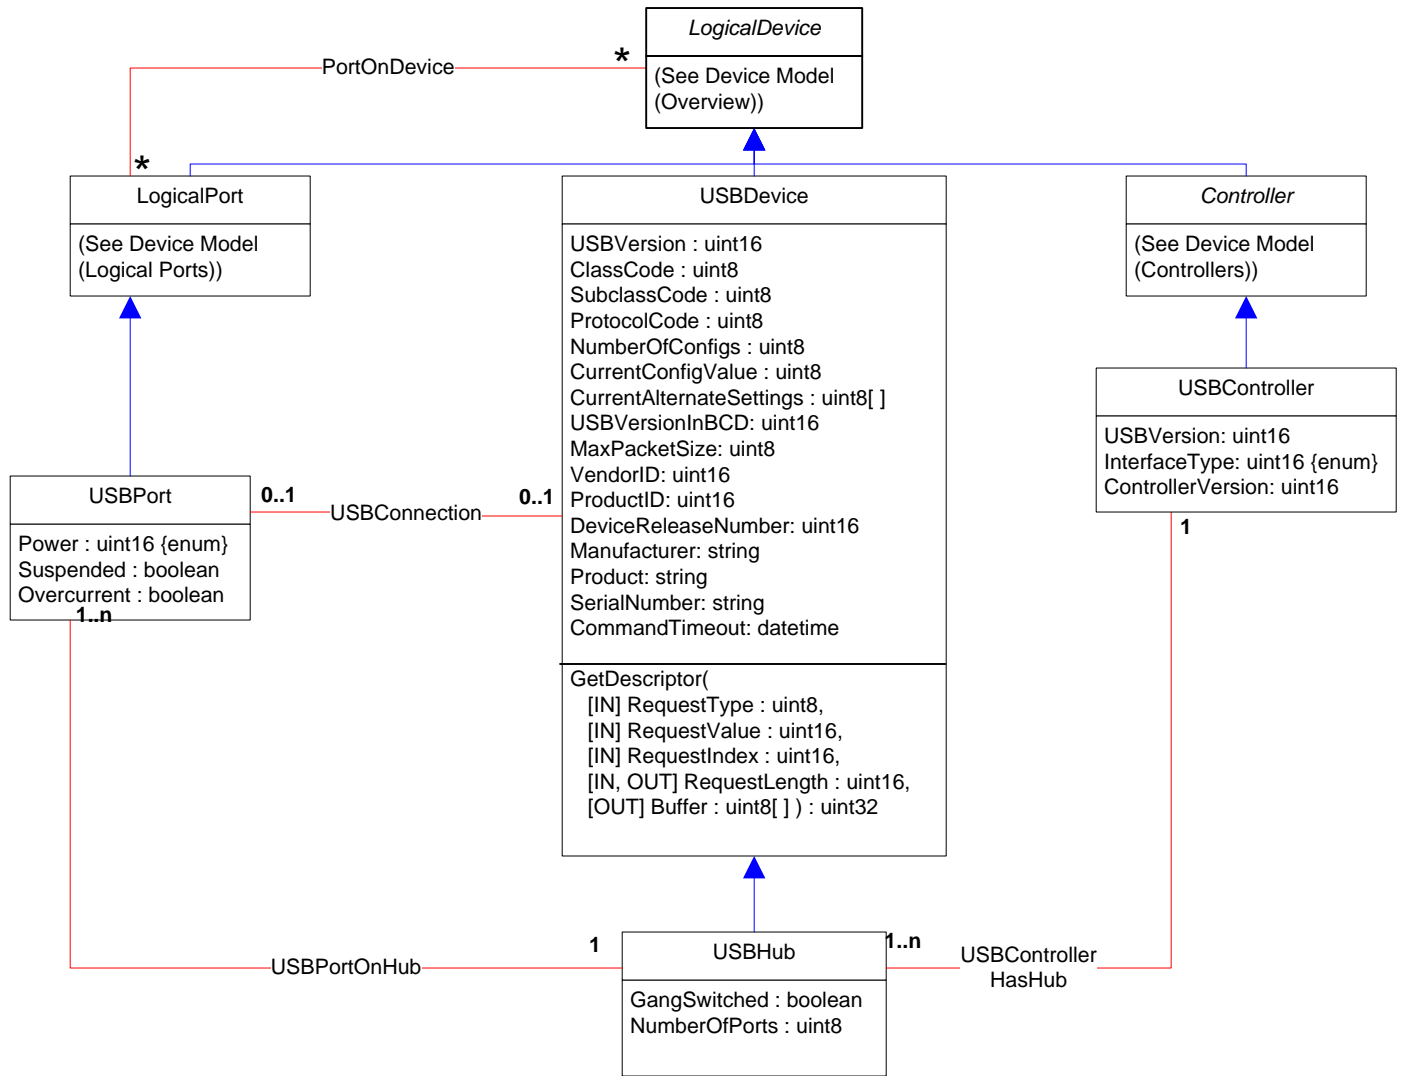 LogicalDevice
(See Device Model
(Overview))
PortOnDevice
*
*
LogicalPort
(See Device Model
(Logical Ports))
USBDevice
USBVersion : uint16
ClassCode : uint8
SubclassCode : uint8
ProtocolCode : uint8
NumberOfConfigs : uint8
CurrentConfigValue : uint8
CurrentAlternateSettings : uint8[ ]
USBVersionInBCD: uint16
MaxPacketSize: uint8
VendorID: uint16
ProductID: uint16
DeviceReleaseNumber: uint16
Manufacturer: string
Product: string
SerialNumber: string
CommandTimeout: datetime
GetDescriptor(
[IN] RequestType : uint8,
[IN] RequestValue : uint16,
[IN] RequestIndex : uint16,
[IN, OUT] RequestLength : uint16,
[OUT] Buffer : uint8[ ] ) : uint32
Controller
(See Device Model
(Controllers))
USBController
USBVersion: uint16
InterfaceType: uint16 {enum}
ControllerVersion: uint16
1
USBPort
Power : uint16 {enum}
Suspended : boolean
Overcurrent : boolean
1..n
0..1
USBConnection
0..1
USBPortOnHub
1
USBHub
GangSwitched : boolean
NumberOfPorts : uint8
1..n
USBController
HasHub